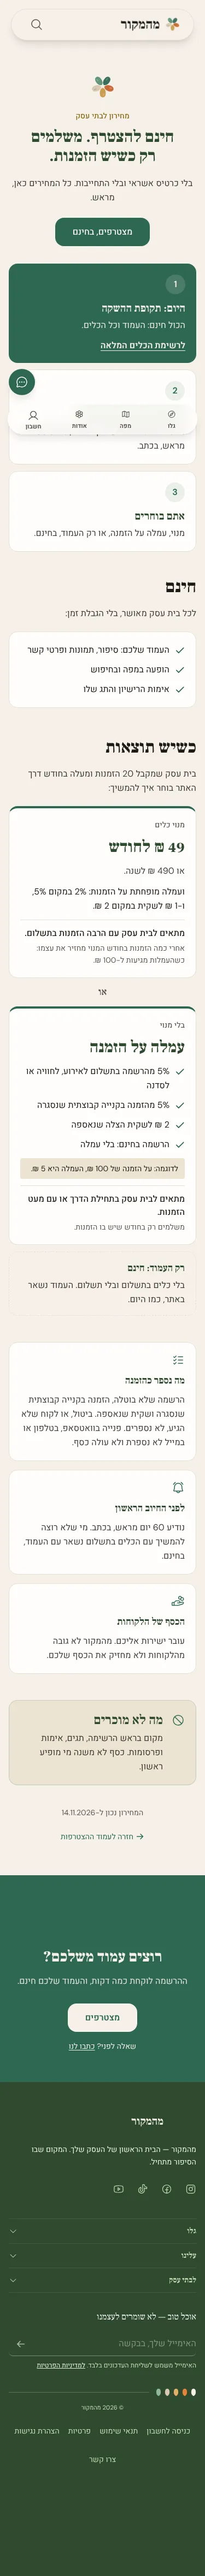 מהמקור
מחירון לבתי עסק
חינם להצטרף. משלמים
רק כשיש הזמנות.
בלי כרטיס אשראי ובלי התחייבות. כל המחירים כאן,
מראש.
מצטרפים, בחינם
1
היום: תקופת ההשקה
הכול חינם: העמוד וכל הכלים.
לרשימת הכלים המלאה
2
גלו
מפה
אודות
חשבון
מראש, בכתב.
3
אתם בוחרים
מנוי, עמלה על הזמנה, או רק העמוד, בחינם.
חינם
לכל בית עסק מאושר, בלי הגבלת זמן:
העמוד שלכם: סיפור, תמונות ופרטי קשר
הופעה במפה ובחיפוש
אימות הרישיון והתג שלו
כשיש תוצאות
בית עסק שמקבל 20 הזמנות ומעלה בחודש דרך
האתר בוחר איך להמשיך:
מנוי כלים
49 ₪ לחודש
או 490 ₪ לשנה.
ועמלה מופחתת על הזמנות: 2% במקום 5%,
ו-1 ₪ לשקית במקום 2 ₪.
מתאים לבית עסק עם הרבה הזמנות בתשלום.
אחרי כמה הזמנות בחודש המנוי מחזיר את עצמו:
כשהעמלות מגיעות ל-100 ₪.
או
בלי מנוי
עמלה על הזמנה
5% מהרשמה בתשלום לאירוע, לחוויה או
לסדנה
5% מהזמנה בקנייה קבוצתית שנסגרה
2 ₪ לשקית הצלה שנאספה
הרשמה בחינם: בלי עמלה
לדוגמה: על הזמנה של 100 ₪, העמלה היא 5 ₪.
מתאים לבית עסק בתחילת הדרך או עם מעט
הזמנות.
משלמים רק בחודש שיש בו הזמנות.
רק העמוד: חינם
בלי כלים בתשלום ובלי תשלום. העמוד נשאר
באתר, כמו היום.
מה נספר כהזמנה
הרשמה שלא בוטלה, הזמנה בקנייה קבוצתית
שנסגרה ושקית שנאספה. ביטול, או לקוח שלא
הגיע, לא נספרים. פנייה בוואטסאפ, בטלפון או
במייל לא נספרת ולא עולה כסף.
לפני החיוב הראשון
נודיע 60 יום מראש, בכתב. מי שלא רוצה
להמשיך עם הכלים בתשלום נשאר עם העמוד,
בחינם.
הכסף של הלקוחות
עובר ישירות אליכם. מהמקור לא גובה
מהלקוחות ולא מחזיק את הכסף שלכם.
מה לא מוכרים
מקום בראש הרשימה, תגים, אימות
ופרסומות. כסף לא משנה מי מופיע
ראשון.
המחירון נכון ל-14.11.2026
חזרה לעמוד ההצטרפות
רוצים עמוד משלכם?
ההרשמה לוקחת כמה דקות, והעמוד שלכם חינם.
מצטרפים
שאלה לפני? כתבו לנו
מהמקור
מהמקור — הבית הראשון של העסק שלך. המקום שבו
הסיפור מתחיל.
גלו
עלינו
לבתי עסק
אוכל טוב — לא שומרים לעצמנו
האימייל שלך, בבקשה
האימייל משמש לשליחת העדכונים בלבד. למדיניות הפרטיות
© 2026 מהמקור
כניסה לחשבון
תנאי שימוש
פרטיות
הצהרת נגישות
צרו קשר